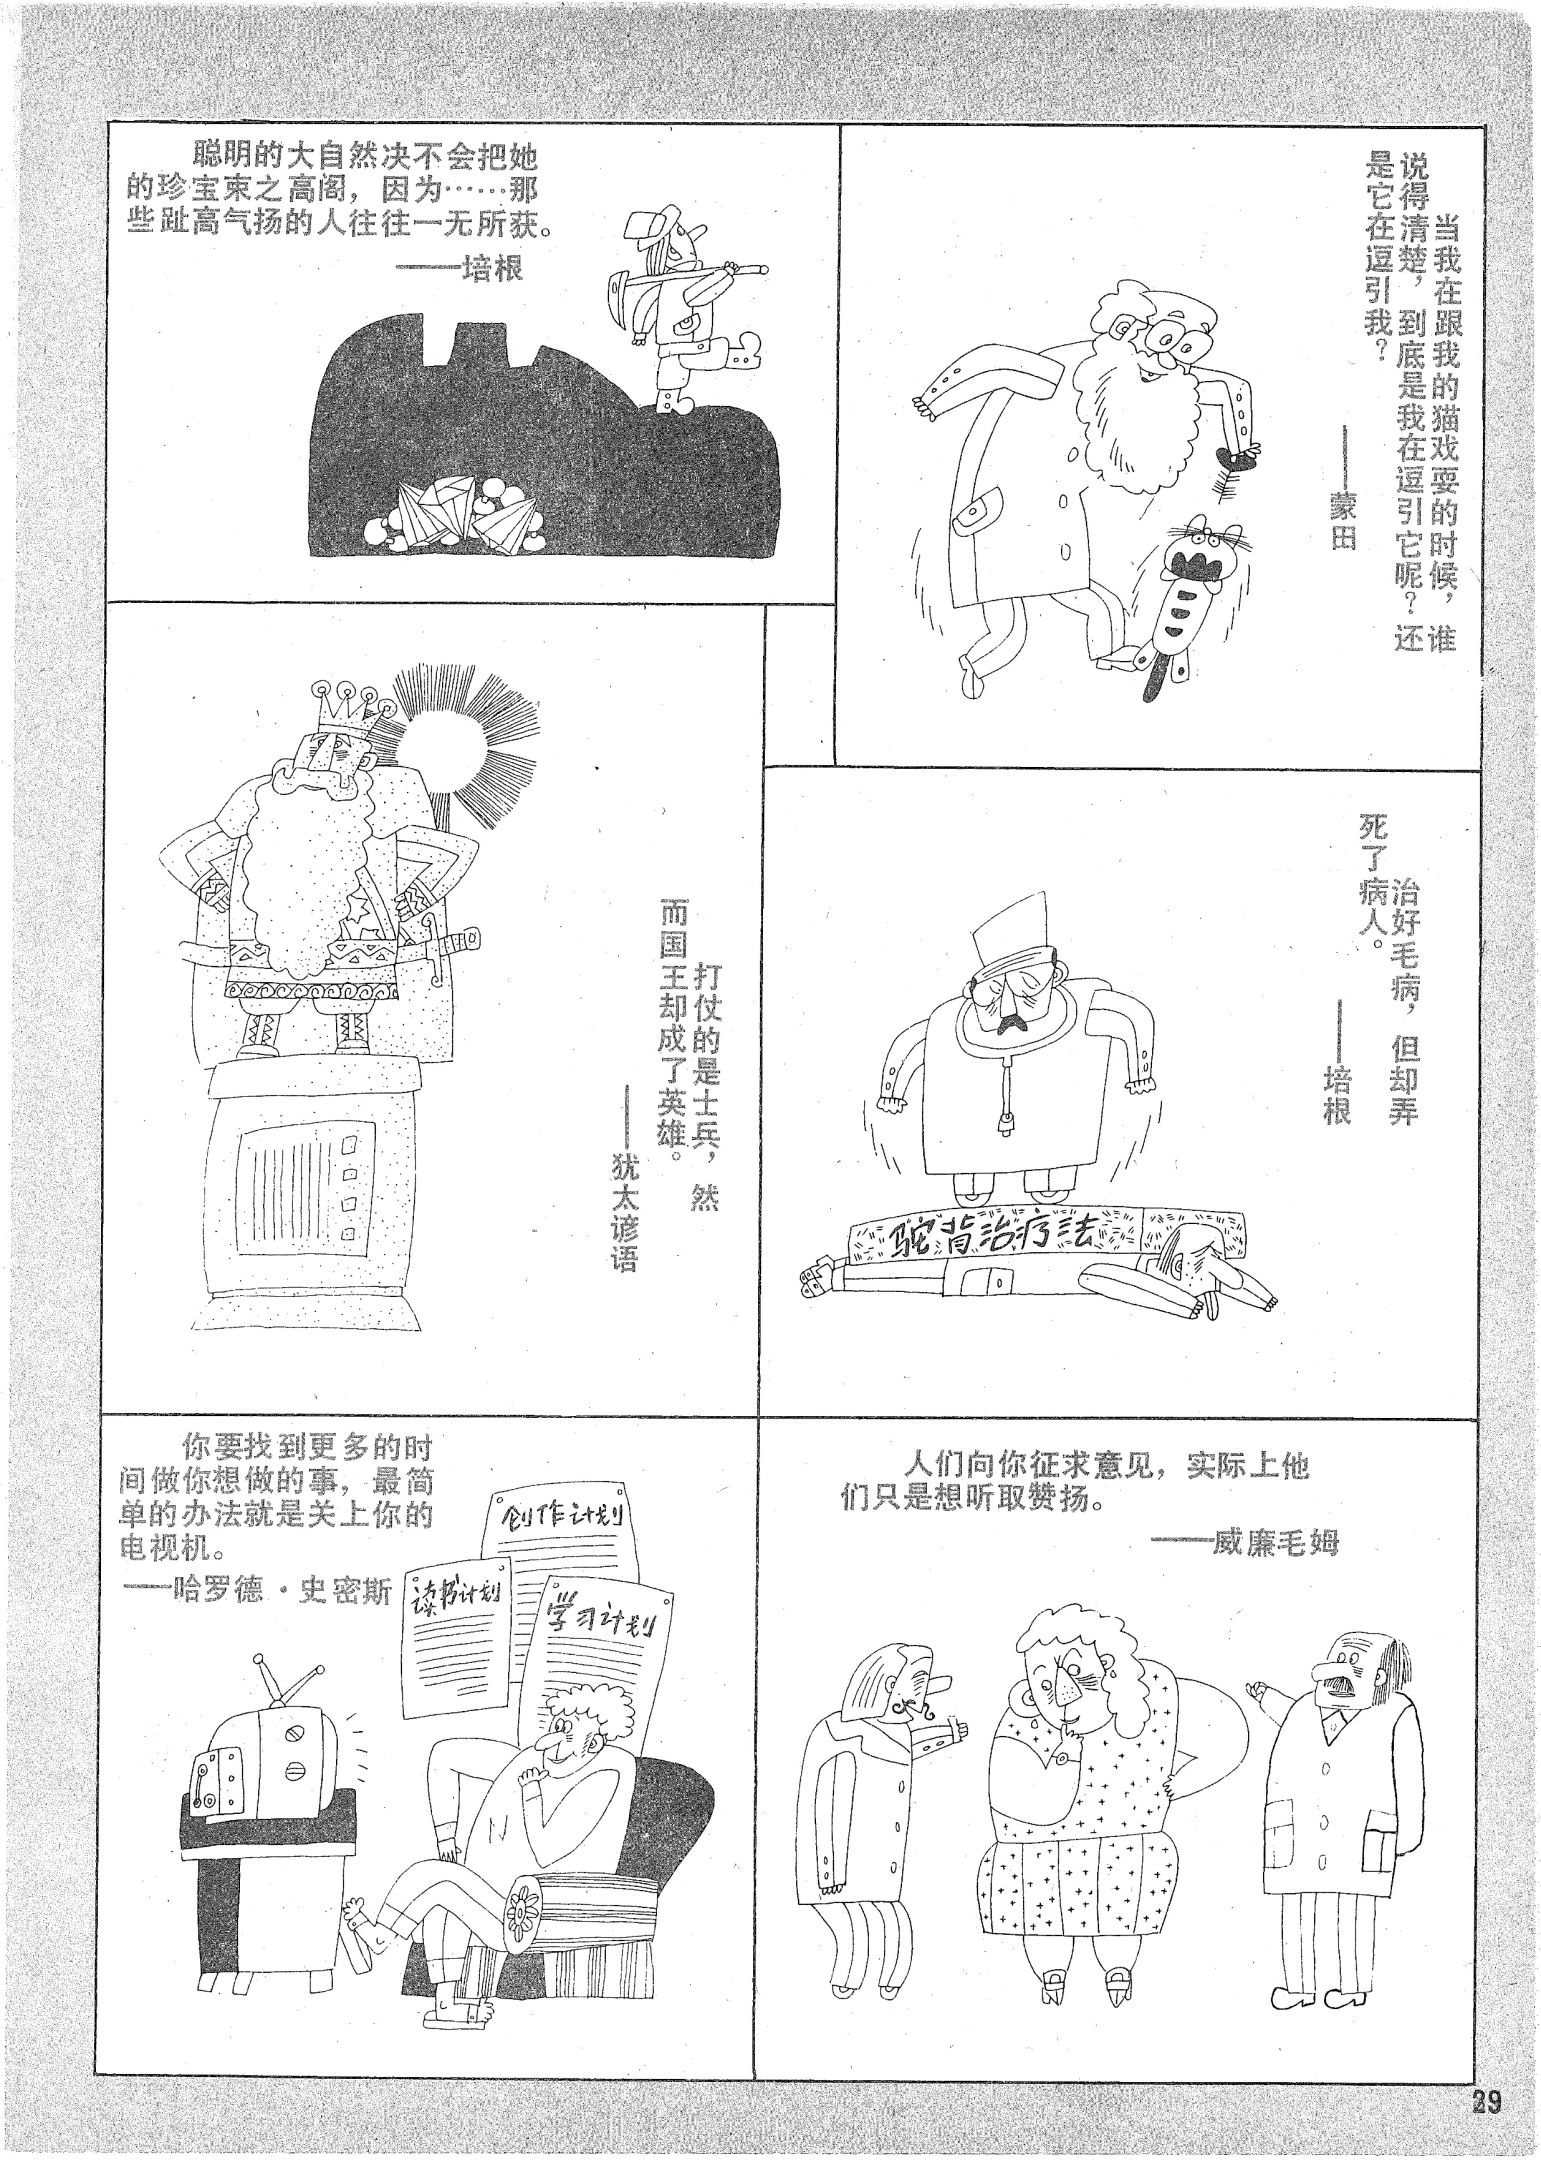 聪明的大自然决不会把她
的珍宝束之高阁，因为……那
些趾高气扬的人往往一无所获。
——培根
当我在跟我的猫戏耍的时候，谁
说得清楚，到底是我在逗引它呢？还
是它在逗引我？
——蒙田
打仗的是士兵，然
而国王却成了英雄。
——犹太谚语
治好毛病，但却弄
死了病人。
——培根
驼背治疗法
你要找到更多的时
间做你想做的事，最简
单的办法就是关上你的
电视机。
——哈罗德·史密斯
创作计划
读书计划
学习计划
人们向你征求意见，实际上他
们只是想听取赞扬。
——威廉毛姆
29